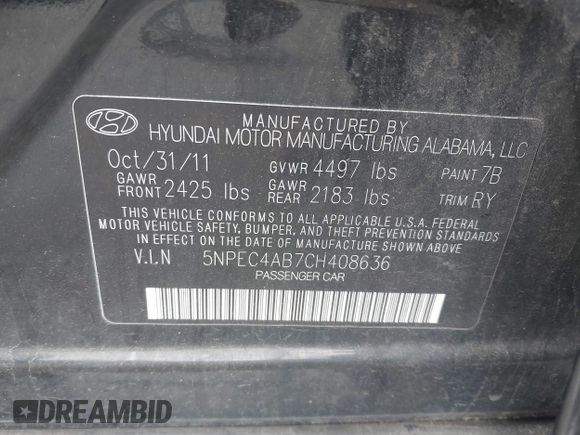 MANUFACTURED BY
HYUNDAI MOTOR MANUFACTURING ALABAMA, LLC
Oct/31/11 GVWR 4497 lbs PAINT 7B
GAWR FRONT 2425 lbs GAWR REAR 2183 lbs TRIM RY
THIS VEHICLE CONFORMS TO ALL APPLICABLE U.S.A. FEDERAL
MOTOR VEHICLE SAFETY, BUMPER, AND THEFT PREVENTION STANDARDS
IN EFFECT ON THE DATE OF MANUFACTURE SHOWN ABOVE
V.I.N 5NPEC4AB7CH408636
PASSENGER CAR
DREAMBID